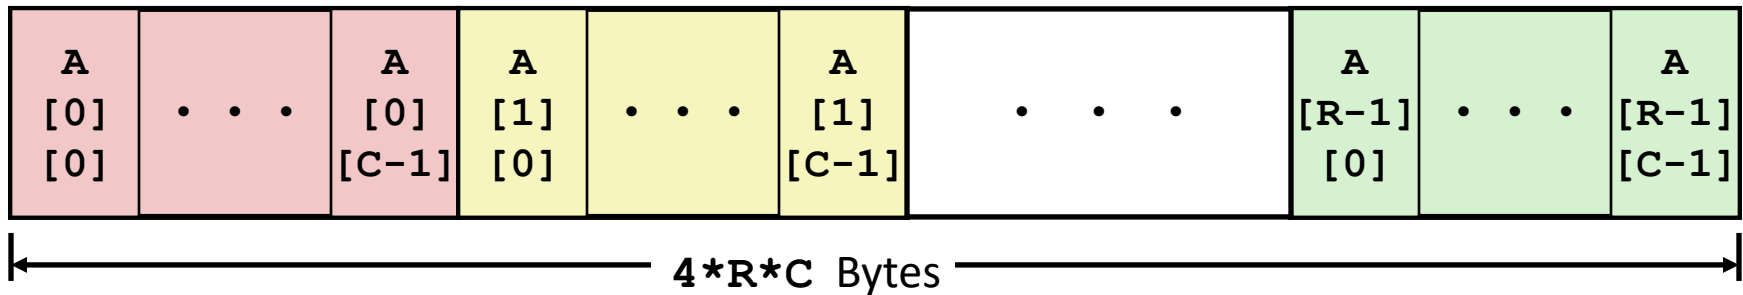 A A A A A A
[0] . . . [0] [1] . . . [1] . . . [R-1] . . . [R-1]
[0] [C-1] [0] [C-1] [0] [C-1]
4*R*C Bytes